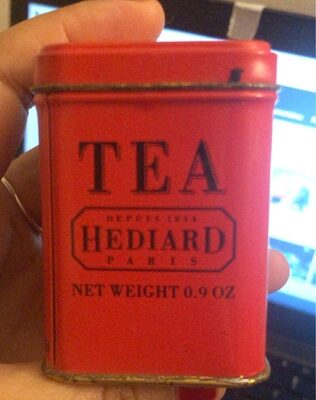 TEA
DEPUIS 1854
HEDIARD
PARIS
NET WEIGHT 0.9 OZ